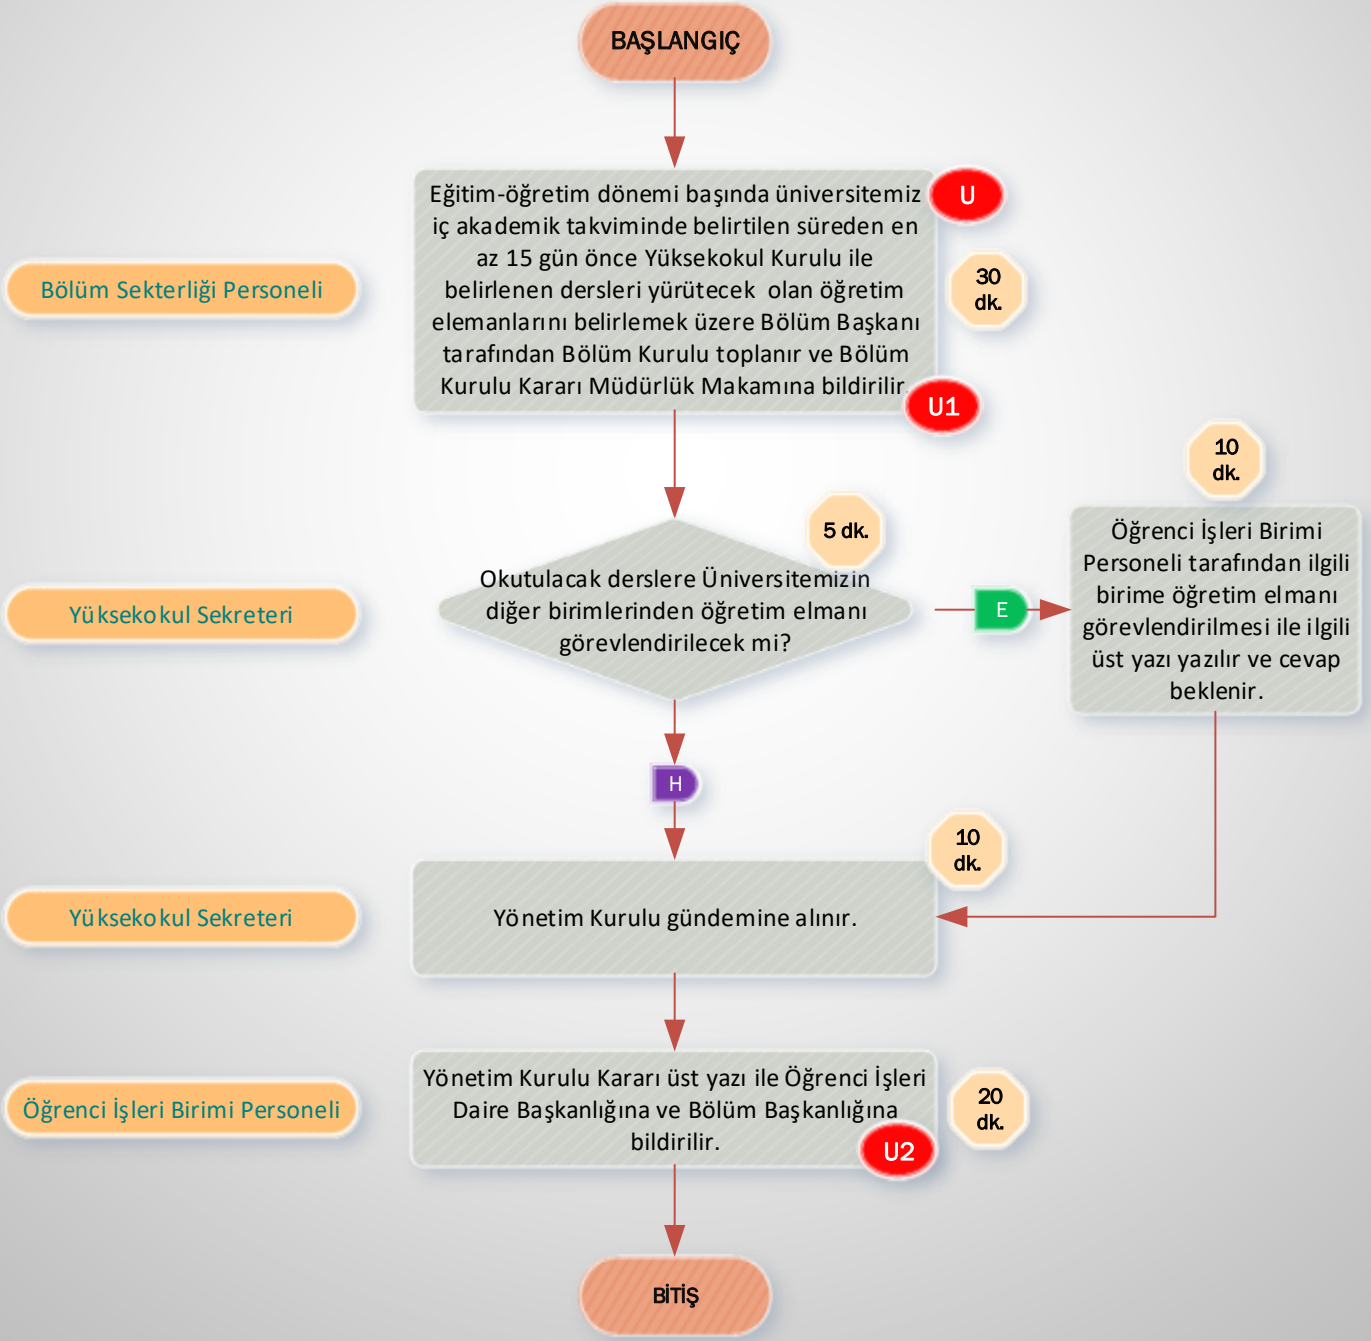 BAŞLANGIÇ
Eğitim-öğretim dönemi başında üniversitemiz
iç akademik takviminde belirtilen süreden en
az 15 gün önce Yüksekokul Kurulu ile
belirlenen dersleri yürütecek olan öğretim
elemanlarını belirlemek üzere Bölüm Başkanı
tarafından Bölüm Kurulu toplanır ve Bölüm
Kurulu Kararı Müdürlük Makamına bildirilir.
U
30
dk.
U1
Bölüm Sekterliği Personeli
5 dk.
Okutulacak derslere Üniversitemizin
diğer birimlerinden öğretim elmanı
görevlendirilecek mi?
Yüksekokul Sekreteri
E
10
dk.
Öğrenci İşleri Birimi
Personeli tarafından ilgili
birime öğretim elmanı
görevlendirilmesi ile ilgili
üst yazı yazılır ve cevap
beklenir.
H
10
dk.
Yüksekokul Sekreteri
Yönetim Kurulu gündemine alınır.
Öğrenci İşleri Birimi Personeli
Yönetim Kurulu Kararı üst yazı ile Öğrenci İşleri
Daire Başkanlığına ve Bölüm Başkanlığına
bildirilir.
20
dk.
U2
BİTİŞ